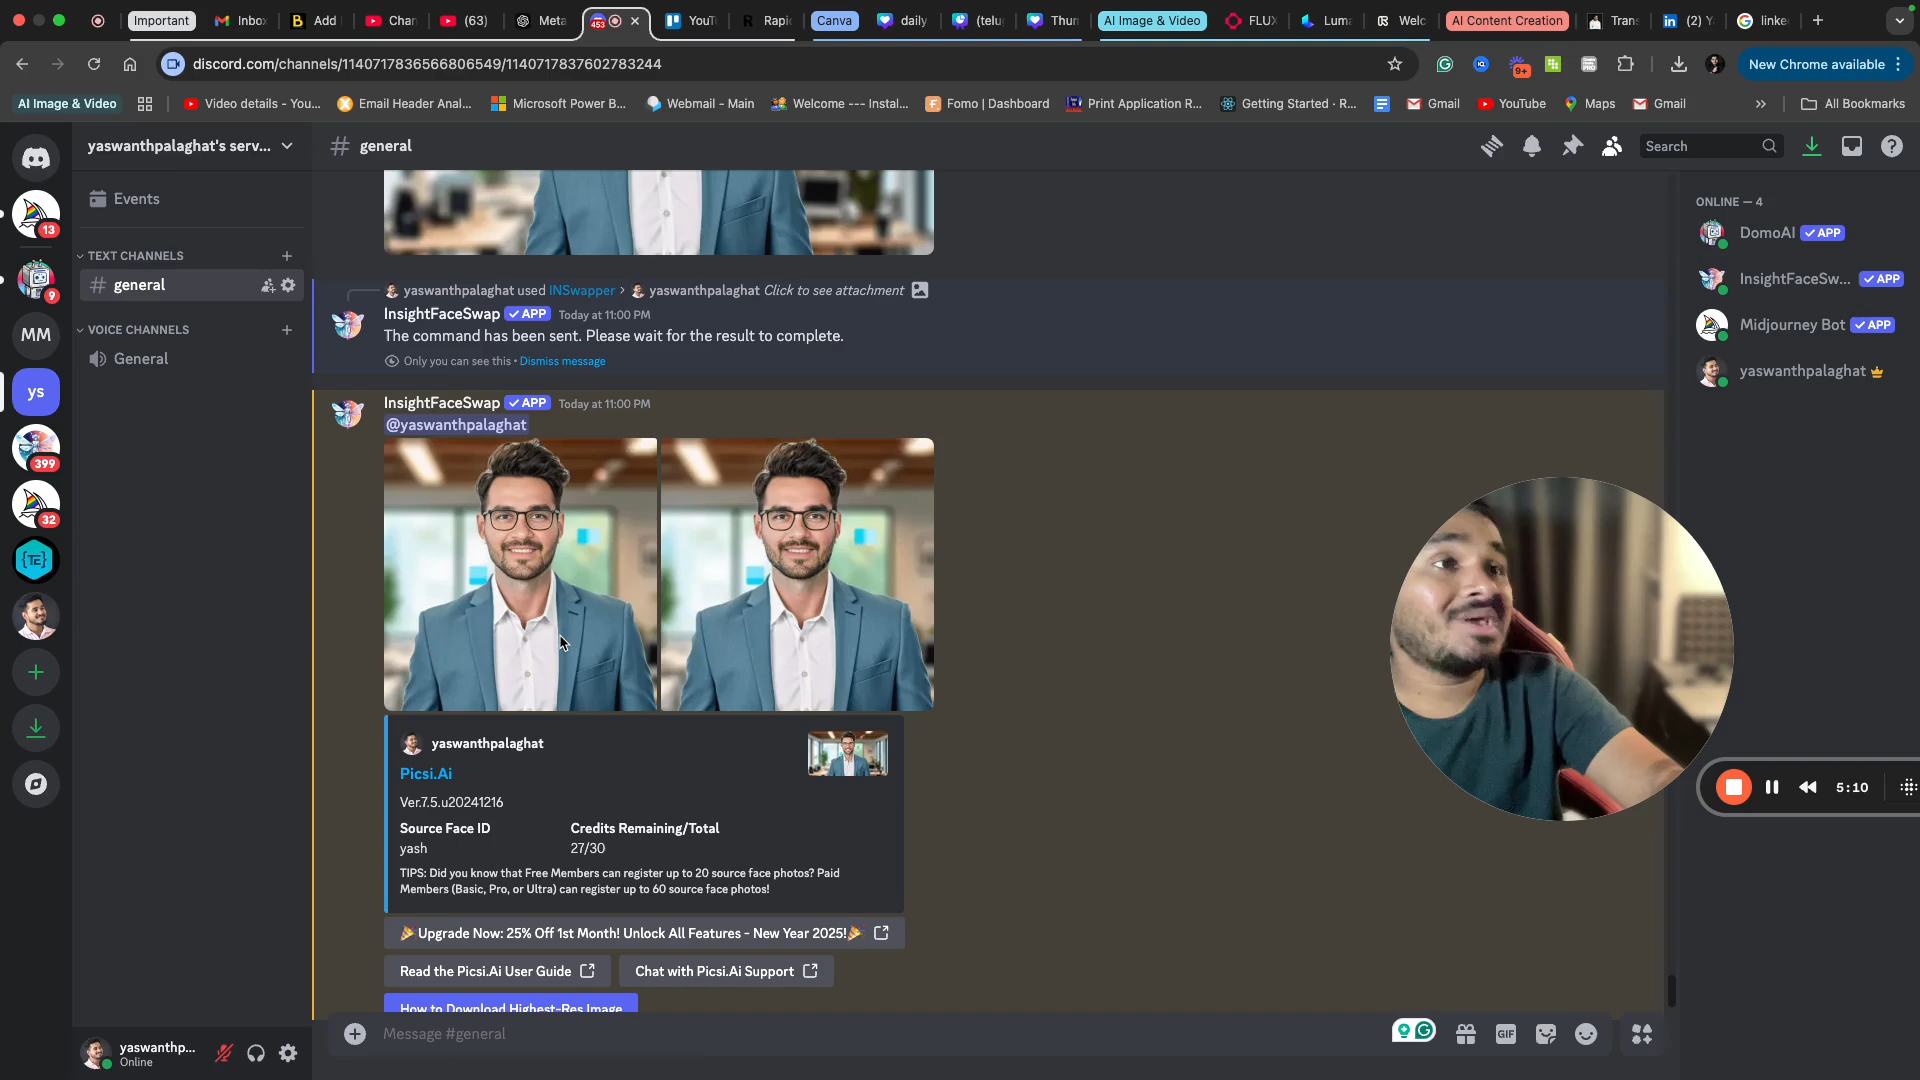 Important
Inbo
Add
Chan
(63)
Meta
453
YouT
Rapi
Canva
daily
(telu
Thun
AI Image & Video
FLUX
Luma
Welc
AI Content Creation
Tran
(2) Y
linke
discord.com/channels/1140717836566806549/1140717837602783244
9+
New Chrome available
AI Image & Video
Video details - You...
Email Header Anal...
Microsoft Power B...
Webmail - Main
Welcome --- Instal...
Fomo | Dashboard
Print Application R...
Getting Started · R...
Gmail
YouTube
Maps
Gmail
»
All Bookmarks
yaswanthpalaghat's serv...
general
Search
Events
13
ONLINE — 4
TEXT CHANNELS
DomoAI APP
general
9
InsightFaceSw... APP
yaswanthpalaghat used INSwapper › yaswanthpalaghat Click to see attachment
InsightFaceSwap APP Today at 11:00 PM
VOICE CHANNELS
Midjourney Bot APP
MM
The command has been sent. Please wait for the result to complete.
General
Only you can see this • Dismiss message
yaswanthpalaghat
ys
InsightFaceSwap APP Today at 11:00 PM
@yaswanthpalaghat
399
32
{TE}
yaswanthpalaghat
Picsi.Ai
Ver.7.5.u20241216
Source Face ID Credits Remaining/Total
yash 27/30
TIPS: Did you know that Free Members can register up to 20 source face photos? Paid
Members (Basic, Pro, or Ultra) can register up to 60 source face photos!
5:10
🎉Upgrade Now: 25% Off 1st Month! Unlock All Features - New Year 2025!🎉
Read the Picsi.Ai User Guide
Chat with Picsi.Ai Support
How to Download Highest-Res Image
Message #general
GIF
yaswanthp...
Online